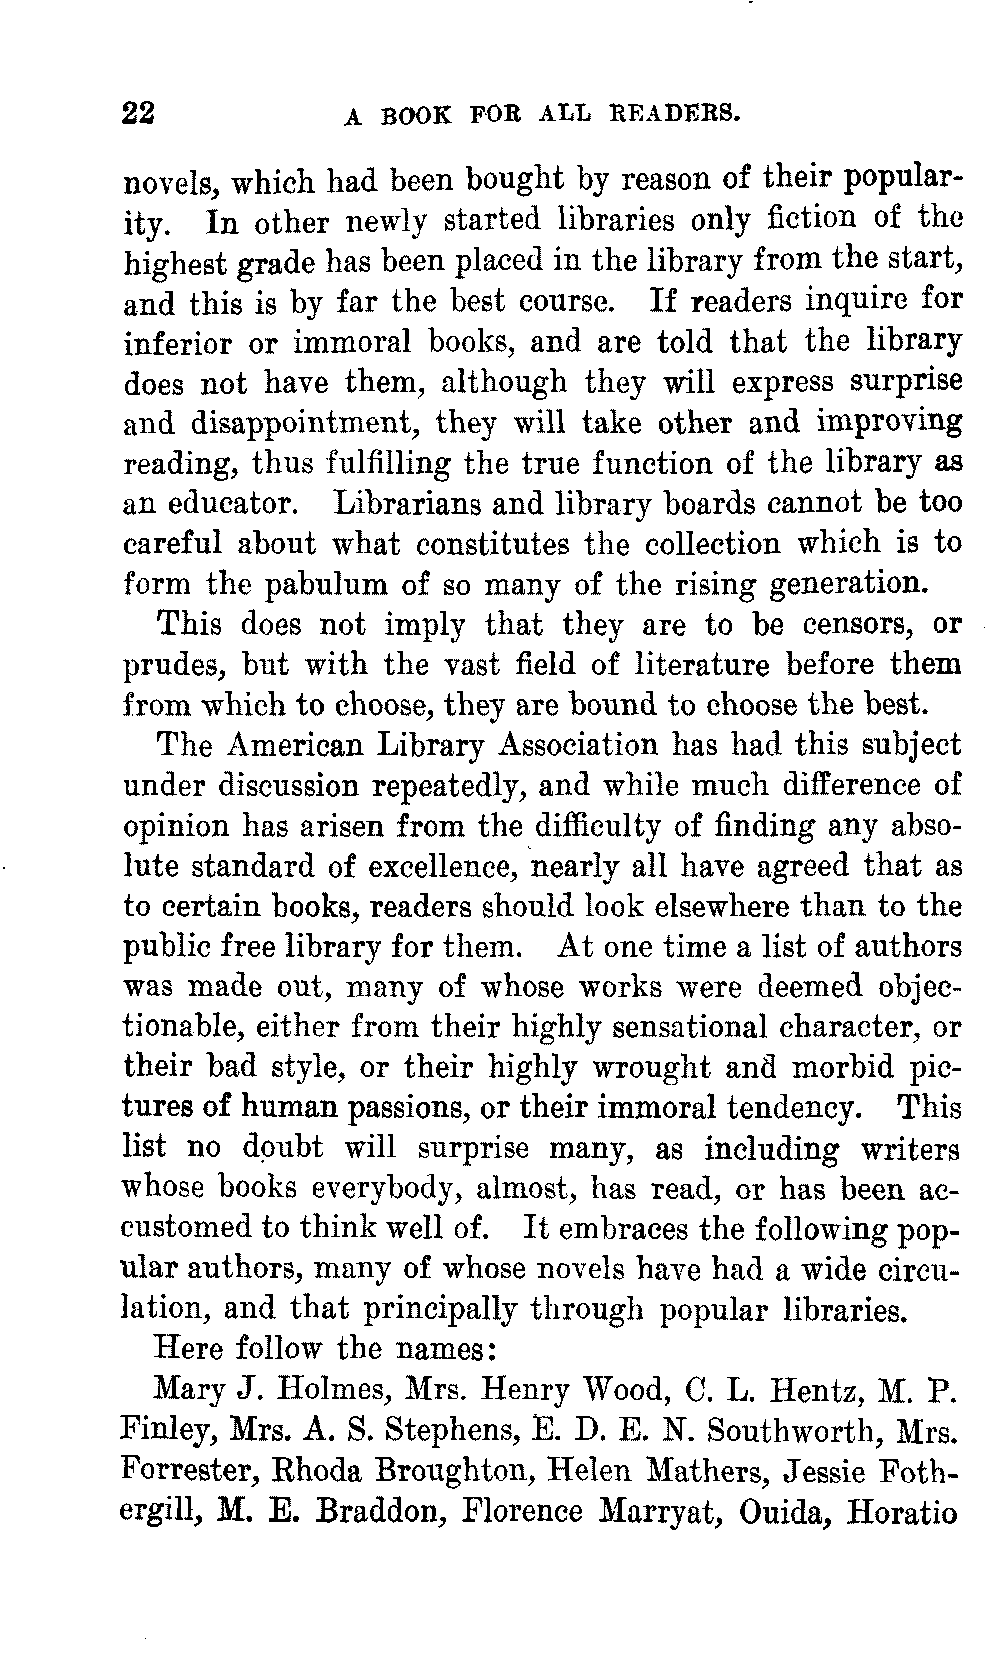 22 A BOOK FOR ALL READERS.
novels, which had been bought by reason of their popular-
ity. In other newly started libraries only fiction of the
highest grade has been placed in the library from the start,
and this is by far the best course. If readers inquire for
inferior or immoral books, and are told that the library
does not have them, although they will express surprise
and disappointment, they will take other and improving
reading, thus fulfilling the true function of the library as
an educator. Librarians and library boards cannot be too
careful about what constitutes the collection which is to
form the pabulum of so many of the rising generation.
This does not imply that they are to be censors, or
prudes, but with the vast field of literature before them
from which to choose, they are bound to choose the best.
The American Library Association has had this subject
under discussion repeatedly, and while much difference of
opinion has arisen from the difficulty of finding any abso-
lute standard of excellence, nearly all have agreed that as
to certain books, readers should look elsewhere than to the
public free library for them. At one time a list of authors
was made out, many of whose works were deemed objec-
tionable, either from their highly sensational character, or
their bad style, or their highly wrought and morbid pic-
tures of human passions, or their immoral tendency. This
list no doubt will surprise many, as including writers
whose books everybody, almost, has read, or has been ac-
customed to think well of. It embraces the following pop-
ular authors, many of whose novels have had a wide circu-
lation, and that principally through popular libraries.
Here follow the names:
Mary J. Holmes, Mrs. Henry Wood, C. L. Hentz, M. P.
Finley, Mrs. A. S. Stephens, E. D. E. N. Southworth, Mrs.
Forrester, Rhoda Broughton, Helen Mathers, Jessie Foth-
ergill, M. E. Braddon, Florence Marryat, Ouida, Horatio